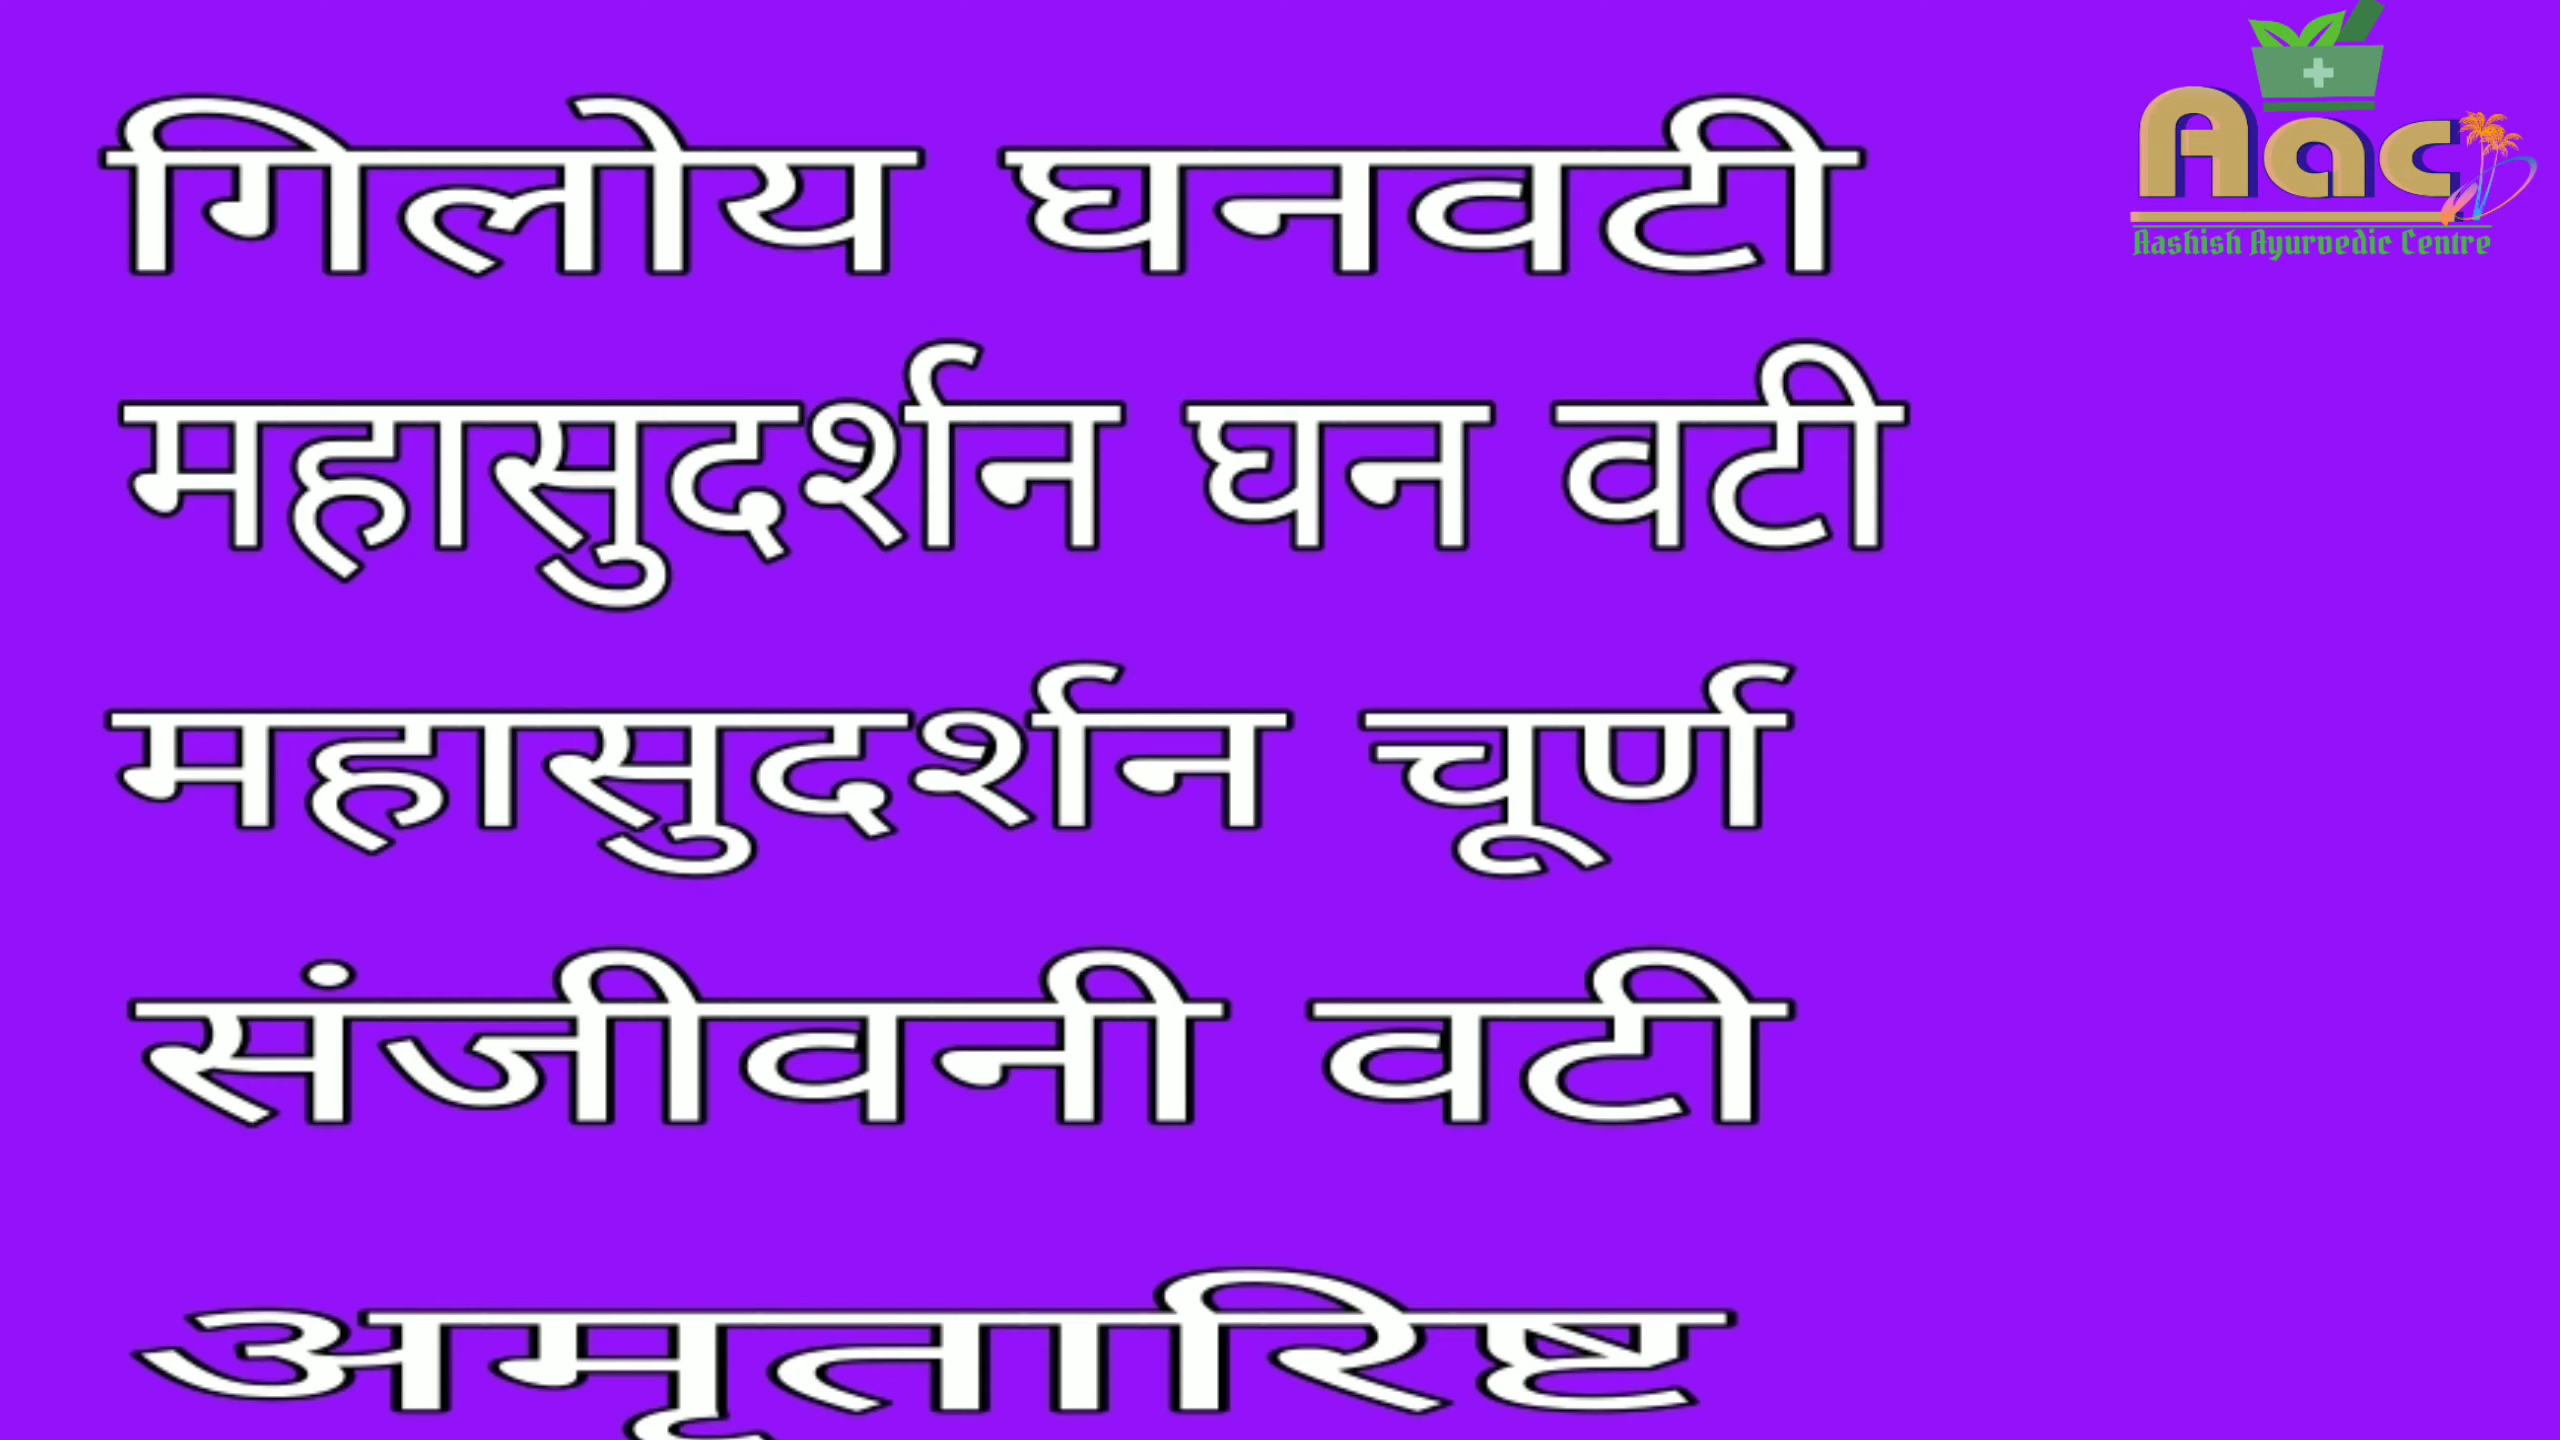 गिलोय घनवटी
महासुदर्शन घन वटी
महासुदर्शन चूर्ण
संजीवनी वटी
अमृतारिष्ट
Aac
Aashish Ayurvedic Centre